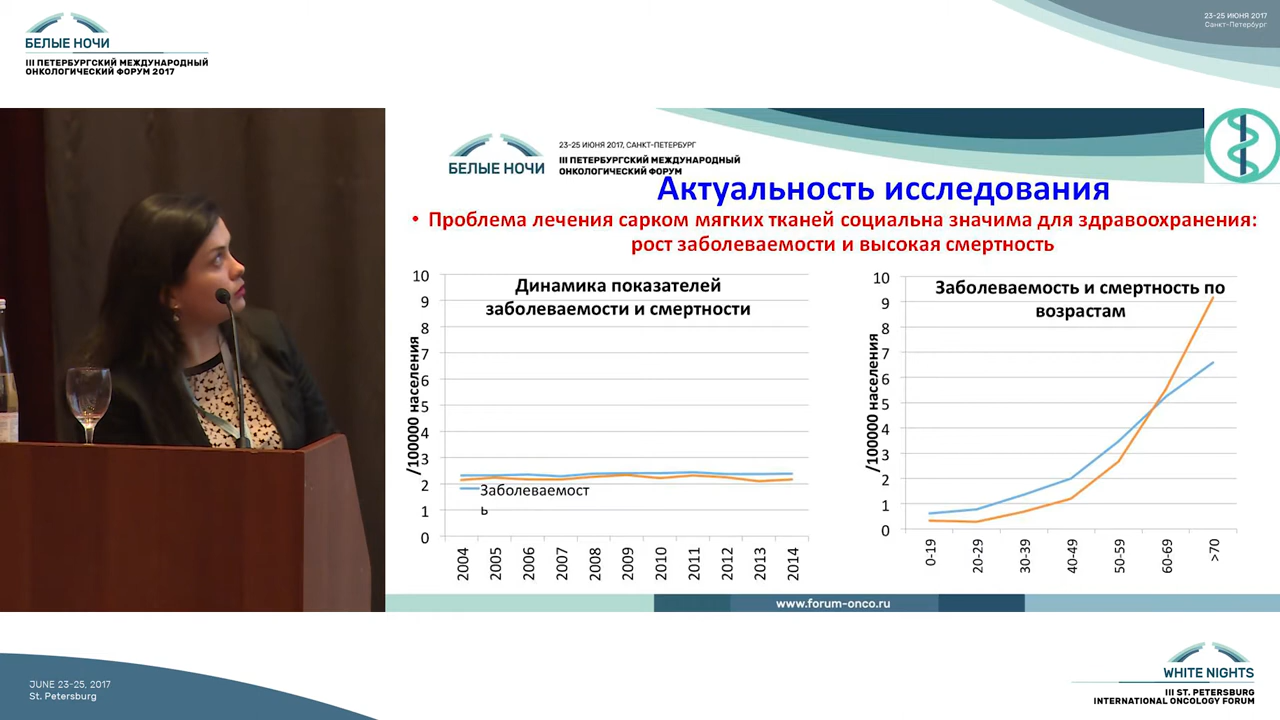 БЕЛЫЕ НОЧИ
III ПЕТЕРБУРГСКИЙ МЕЖДУНАРОДНЫЙ
ОНКОЛОГИЧЕСКИЙ ФОРУМ 2017
23-25 ИЮНЯ 2017
Санкт-Петербург
БЕЛЫЕ НОЧИ
23-25 ИЮНЯ 2017, САНКТ-ПЕТЕРБУРГ
III ПЕТЕРБУРГСКИЙ МЕЖДУНАРОДНЫЙ
ОНКОЛОГИЧЕСКИЙ ФОРУМ
Актуальность исследования
• Проблема лечения сарком мягких тканей социальна значима для здравоохранения:
рост заболеваемости и высокая смертность
Динамика показателей
заболеваемости и смертности
/100000 населения
10
9
8
7
6
5
4
3
2
1
0
Заболеваемост
ь
2004 2005 2006 2007 2008 2009 2010 2011 2012 2013 2014
Заболеваемость и смертность по
возрастам
/100000 населения
10
9
8
7
6
5
4
3
2
1
0
0-19 20-29 30-39 40-49 50-59 60-69 >70
www.forum-onco.ru
JUNE 23-25, 2017
St. Petersburg
WHITE NIGHTS
III ST. PETERSBURG
INTERNATIONAL ONCOLOGY FORUM